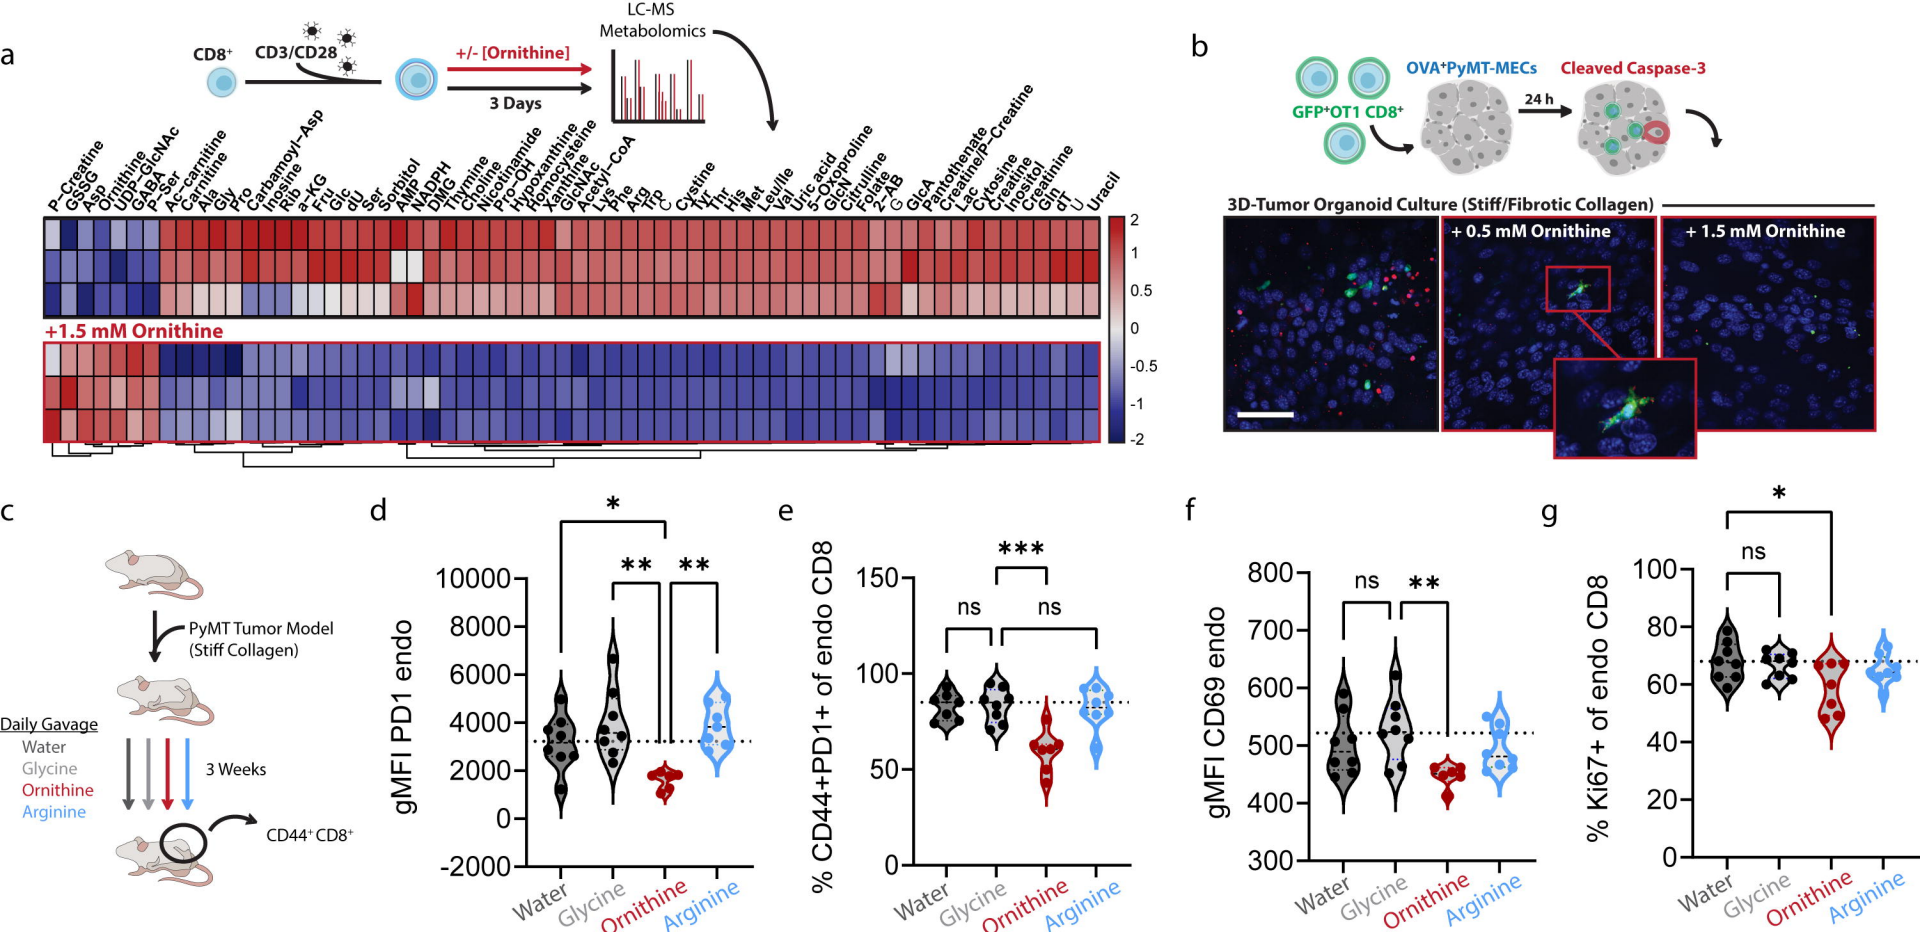 a
CD8+
CD3/CD28
+/- [Ornithine]
3 Days
LC-MS
Metabolomics
P-Creatine
GSSG
Asp
Ornithine
UDP-GlcNAc
GABA
P-Ser
Ac-carnitine
Carnitine
Ala
Gly
Pro
Carbamoyl-Asp
Inosine
Rib
a-KG
Fru
Glc
dU
Ser
Sorbitol
AMP
NADPH
DMG
Thymine
Choline
Nicotinamide
Pro-OH
Hypoxanthine
Homocysteine
Xanthine
GlcNAc
Acetyl-CoA
Lys
Phe
Arg
Trp
C
Cystine
Tyr
Thr
His
Met
Leu/Ile
Val
Uric acid
5-Oxoproline
GlCN
Citrulline
Folate
2-AB
G
GlcA
Pantothenate
Creatine/P-Creatine
Lac
Cytosine
Creatine
Inositol
Creatinine
Gln
dT
U
Uracil
+1.5 mM Ornithine
2
1
0.5
0
-0.5
-1
-2
b
OVA+PyMT-MECs
Cleaved Caspase-3
GFP+OT1 CD8+
24 h
3D-Tumor Organoid Culture (Stiff/Fibrotic Collagen)
+ 0.5 mM Ornithine
+ 1.5 mM Ornithine
c
PyMT Tumor Model
(Stiff Collagen)
Daily Gavage
Water
Glycine
Ornithine
Arginine
3 Weeks
CD44+ CD8+
d
*
**
**
gMFI PD1 endo
10000
8000
6000
4000
2000
0
-2000
Water
Glycine
Ornithine
Arginine
e
***
ns
ns
% CD44+PD1+ of endo CD8
150
100
50
0
Water
Glycine
Ornithine
Arginine
f
ns
**
gMFI CD69 endo
800
700
600
500
400
300
Water
Glycine
Ornithine
Arginine
g
*
ns
% Ki67+ of endo CD8
100
80
60
40
20
0
Water
Glycine
Ornithine
Arginine